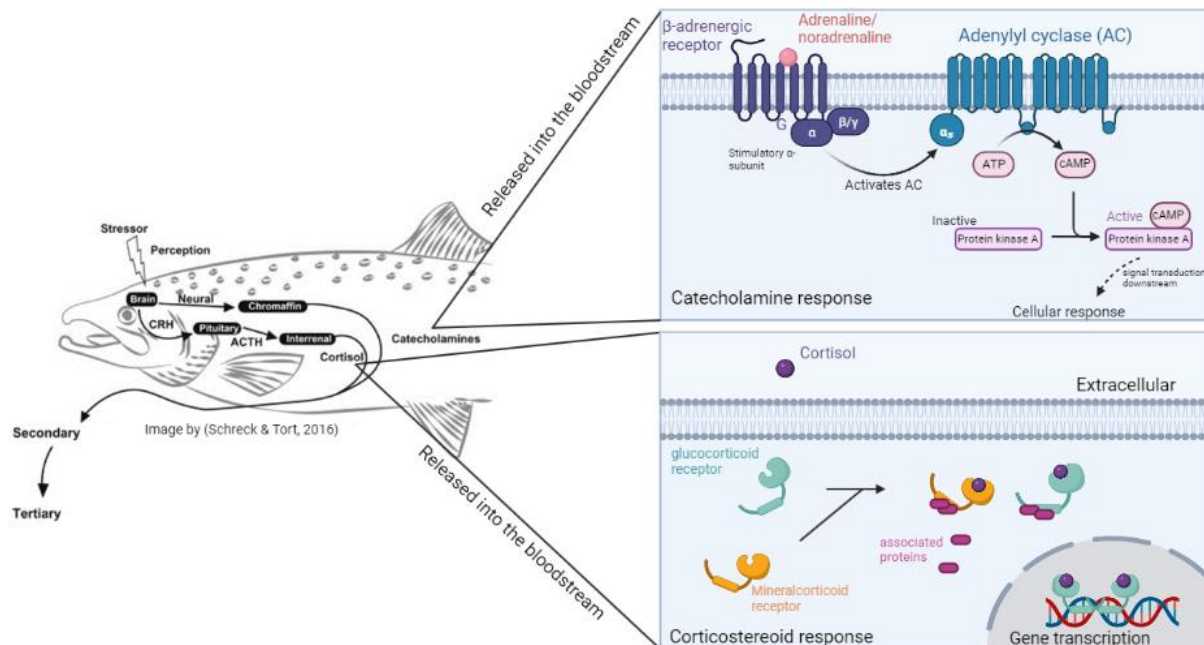 Stressor
Perception
Brain
Neural
Chromaffin
CRH
Pituitary
ACTH
Interrenal
Catecholamines
Cortisol
Image by (Schreck & Tort, 2016)
Secondary
Tertiary
Released into the bloodstream
Released into the bloodstream
β-adrenergic
receptor
Adrenaline/
noradrenaline
Adenylyl cyclase (AC)
G
α
β/γ
Stimulatory α-
subunit
Activates AC
αs
ATP
cAMP
Inactive
Protein kinase A
Active
cAMP
Protein kinase A
signal transduction
downstream
Cellular response
Catecholamine response
Cortisol
Extracellular
glucocorticoid
receptor
associated
proteins
Mineralcorticoid
receptor
Corticostereoid response
Gene transcription